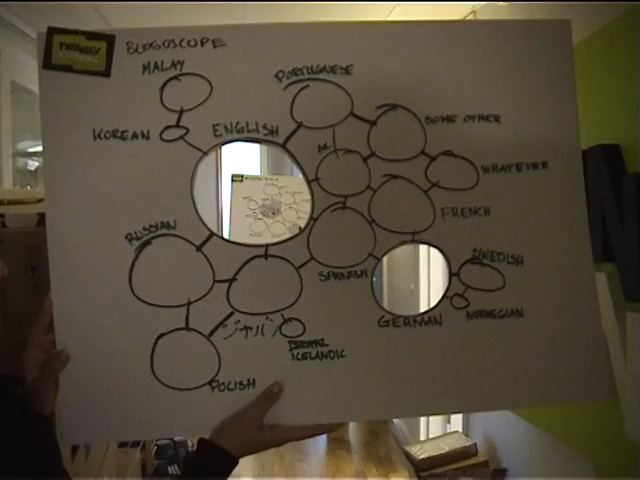 TWINGLY
BLOGOSCOPE
MALAY
PORTUGUESE
KOREAN
ENGLISH
SOME OTHER
WHATEVER
FRENCH
RUSSIAN
SPANISH
SWEDISH
GERMAN
NORWEGIAN
ジャパン
ICELANDIC
POLISH